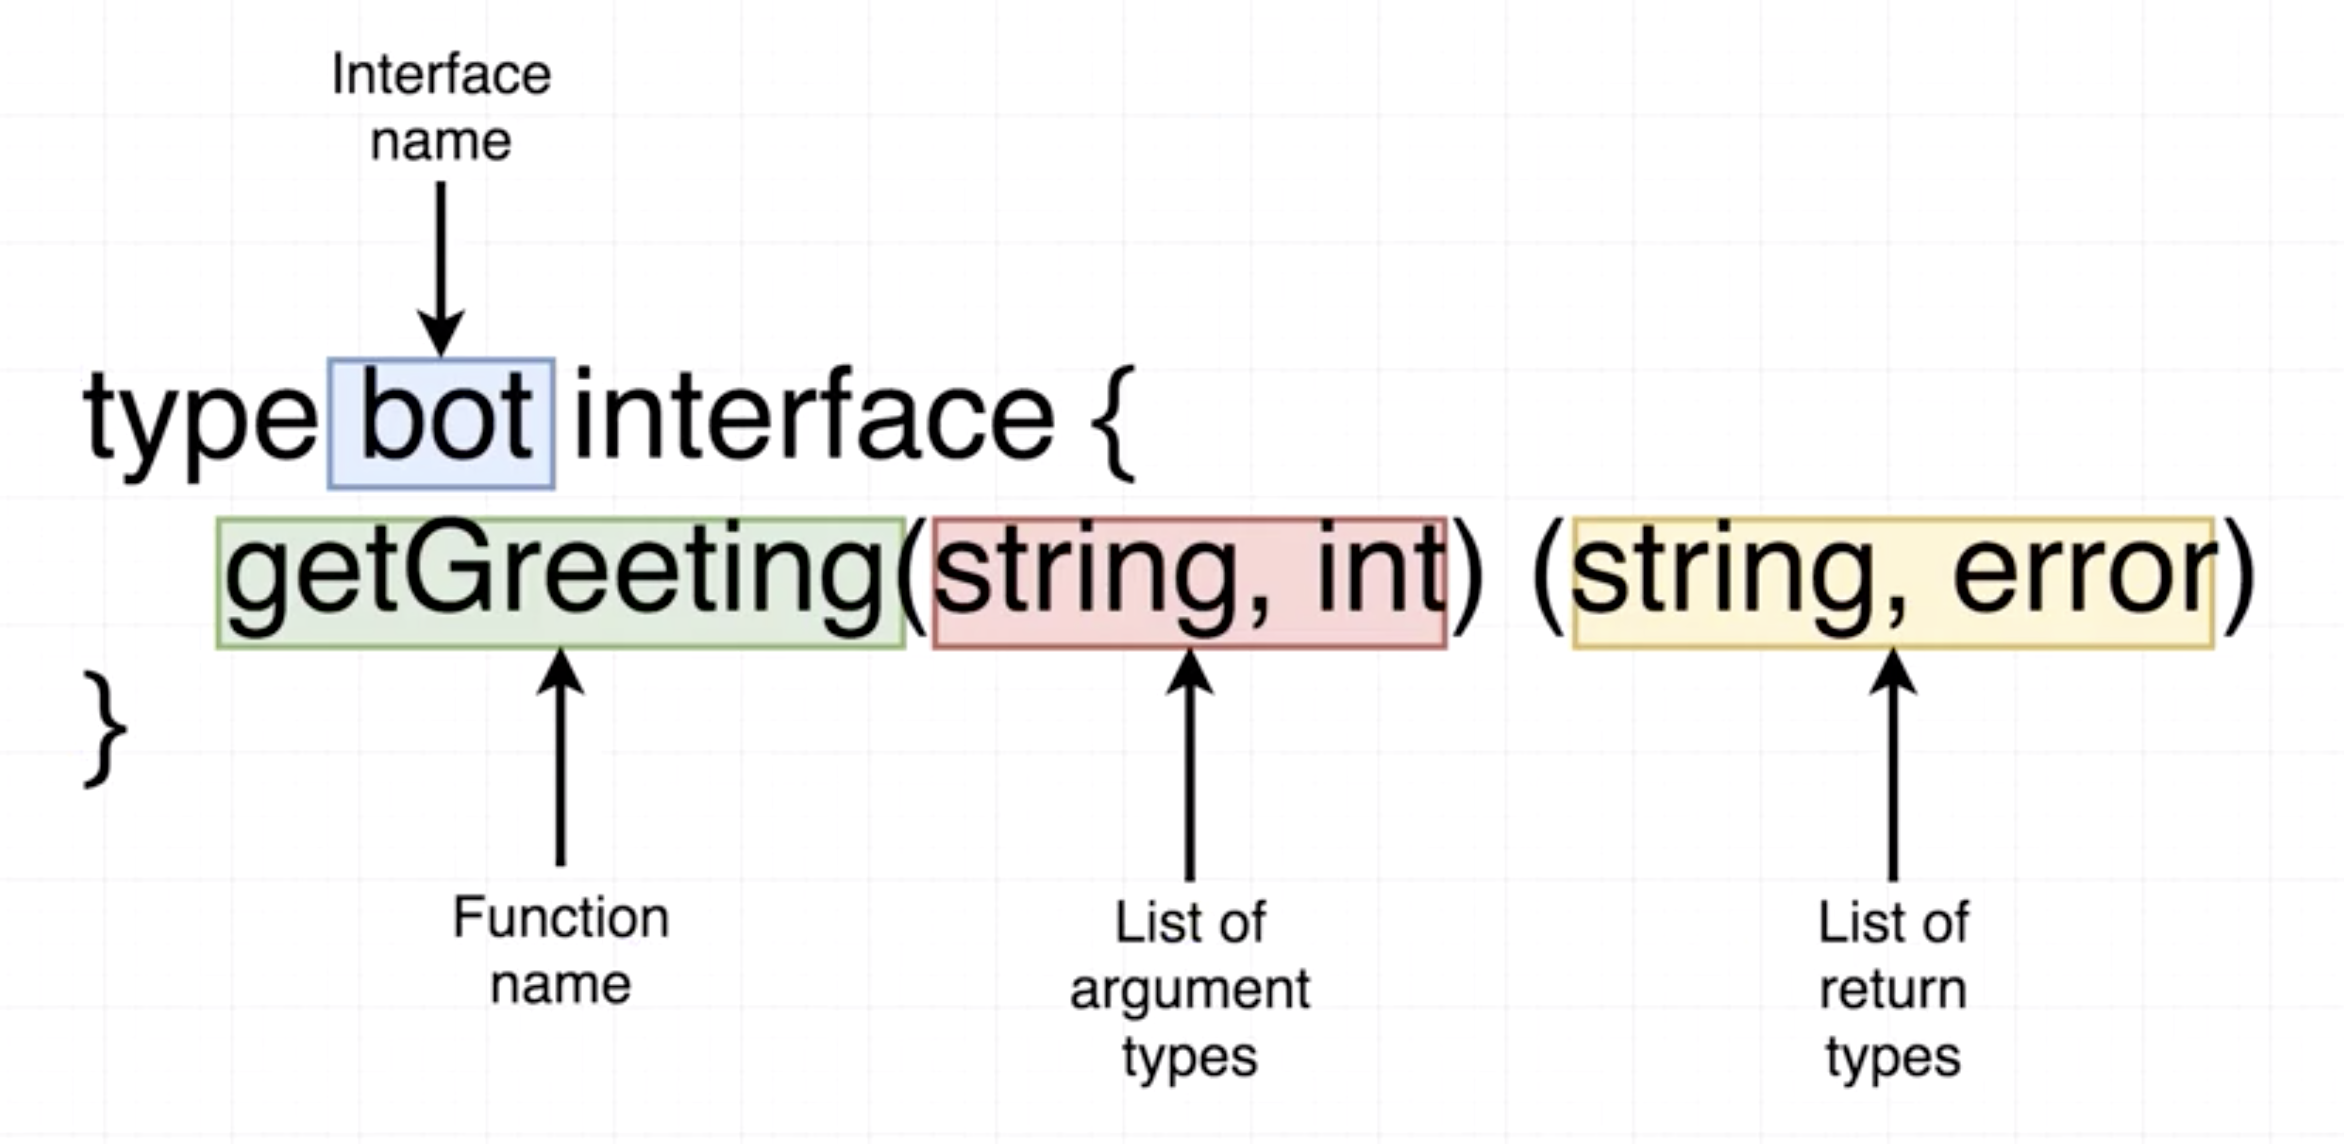 Interface
name
type bot interface {
getGreeting(string, int) (string, error)
}
Function
name
List of
argument
types
List of
return
types